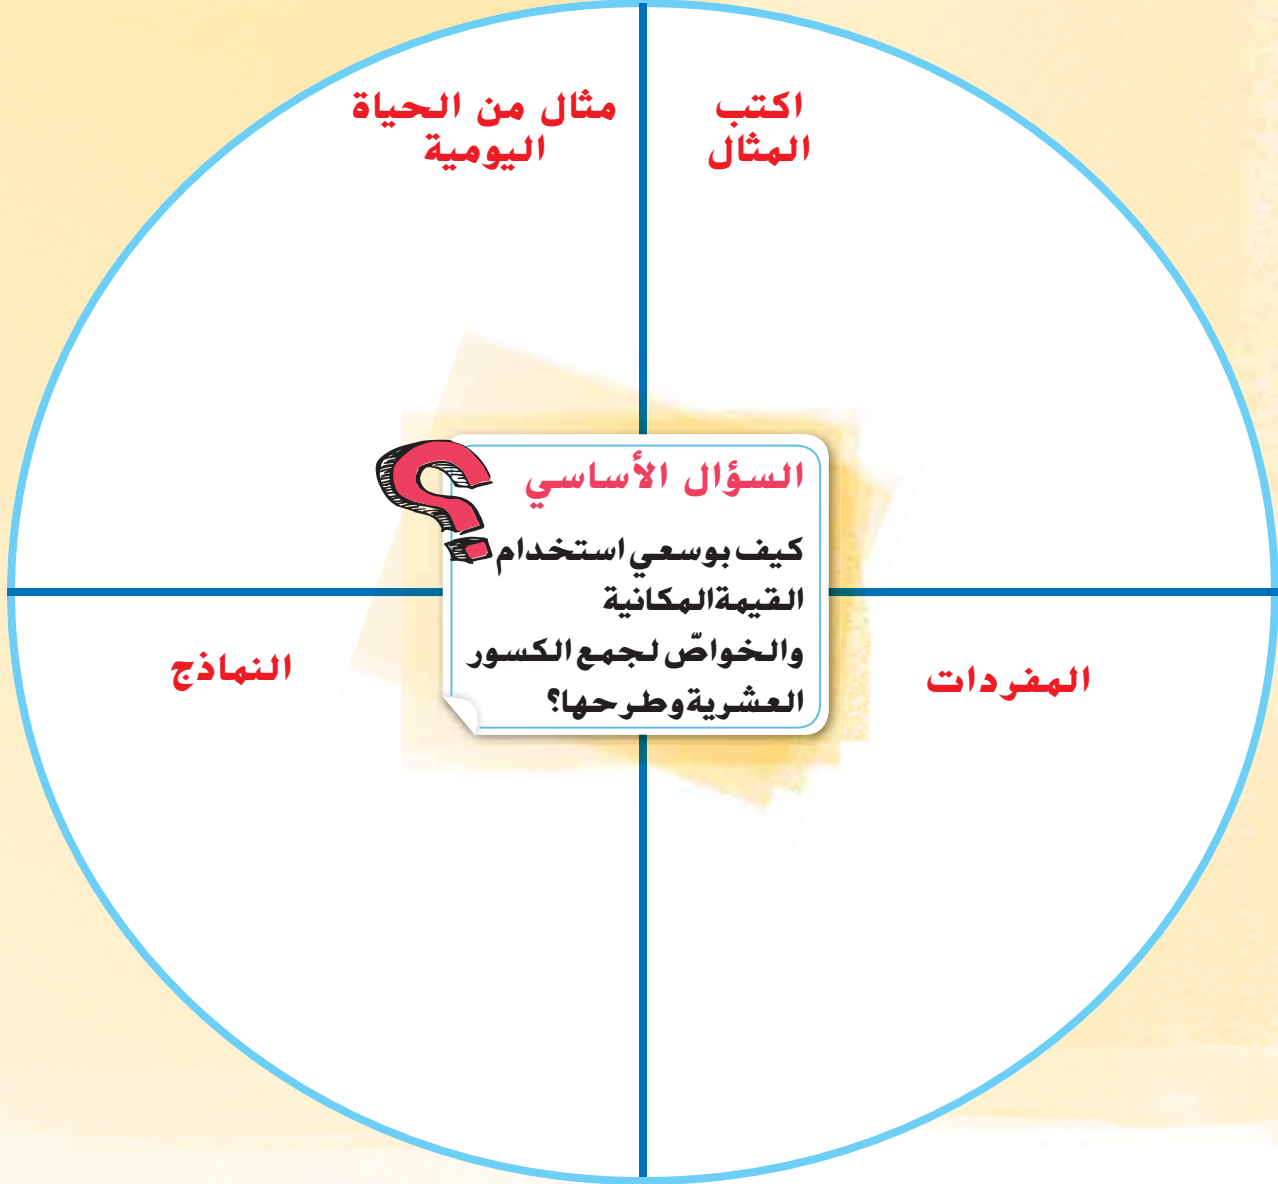 اكتب
المثال
مثال من الحياة
اليومية
السؤال الأساسي
كيف بوسعي استخدام
القيمة المكانية
والخواصّ لجمع الكسور
العشرية وطرحها؟
المفردات
النماذج